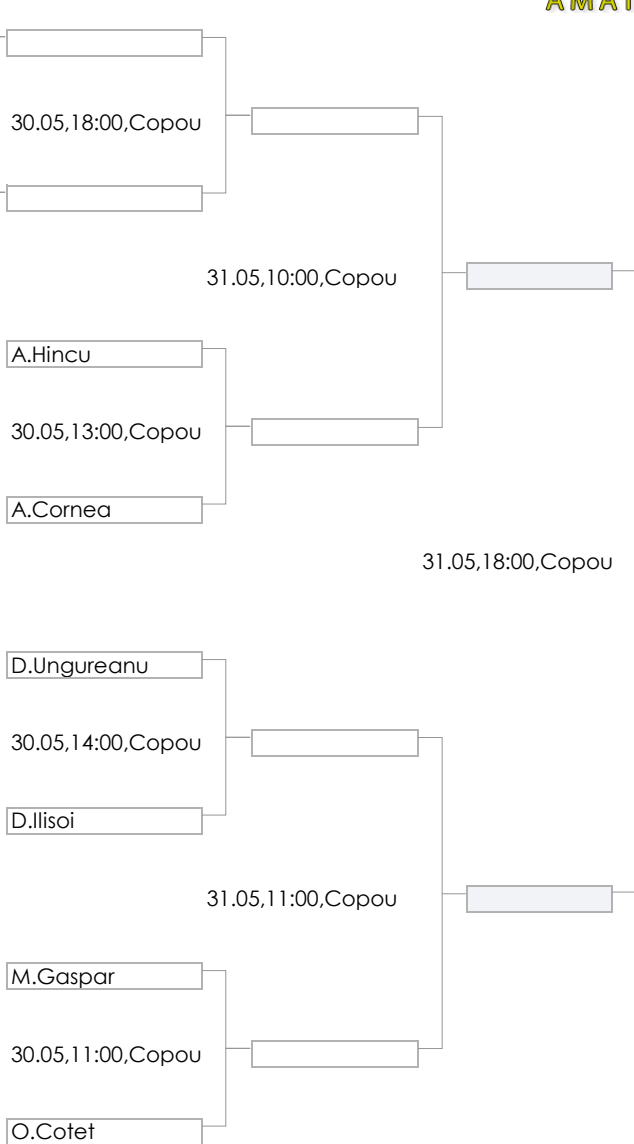 30.05,18:00,Copou
31.05,10:00,Copou
A.Hincu
30.05,13:00,Copou
A.Cornea
31.05,18:00,Copou
D.Ungureanu
30.05,14:00,Copou
D.Ilisoi
31.05,11:00,Copou
M.Gaspar
30.05,11:00,Copou
O.Cotet